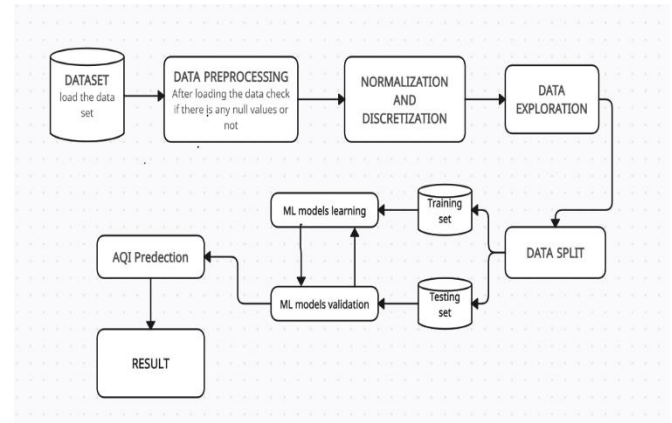 DATASET
load the data
set
DATA PREPROCESSING
After loading the data check
if there is any null values or
not
NORMALIZATION
AND
DISCRETIZATION
DATA
EXPLORATION
ML models learning
Training
set
AQI Predection
DATA SPLIT
ML models validation
Testing
set
RESULT